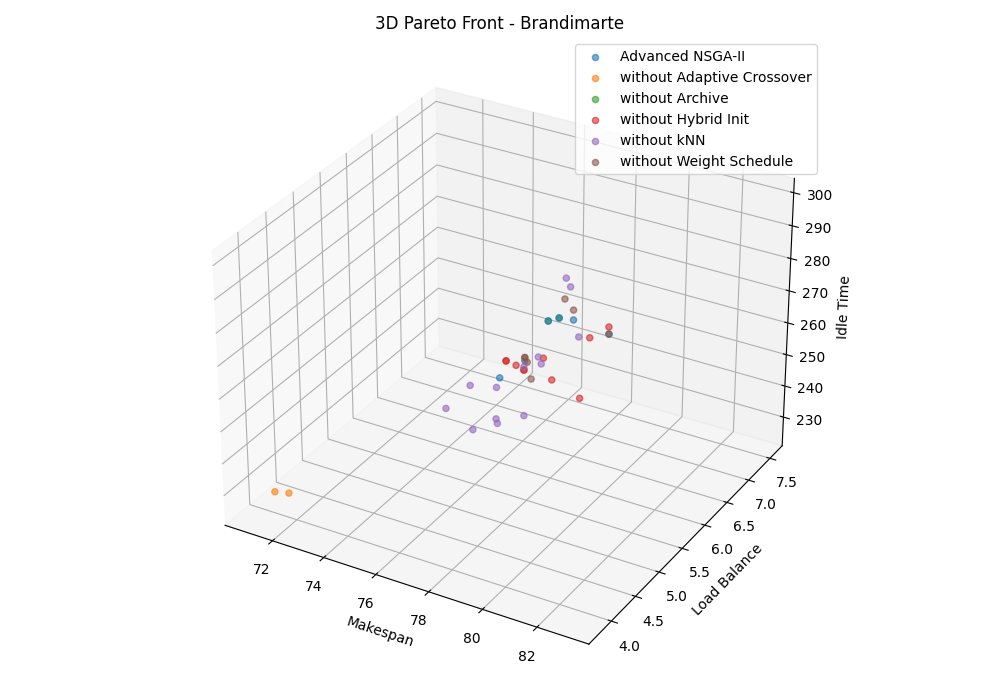 3D Pareto Front - Brandimarte
Advanced NSGA-II
without Adaptive Crossover
without Archive
without Hybrid Init
without kNN
without Weight Schedule
300
290
280
270
260
250
240
230
Idle Time
7.5
7.0
6.5
6.0
5.5
5.0
4.5
4.0
Load Balance
72
74
76
78
80
82
Makespan